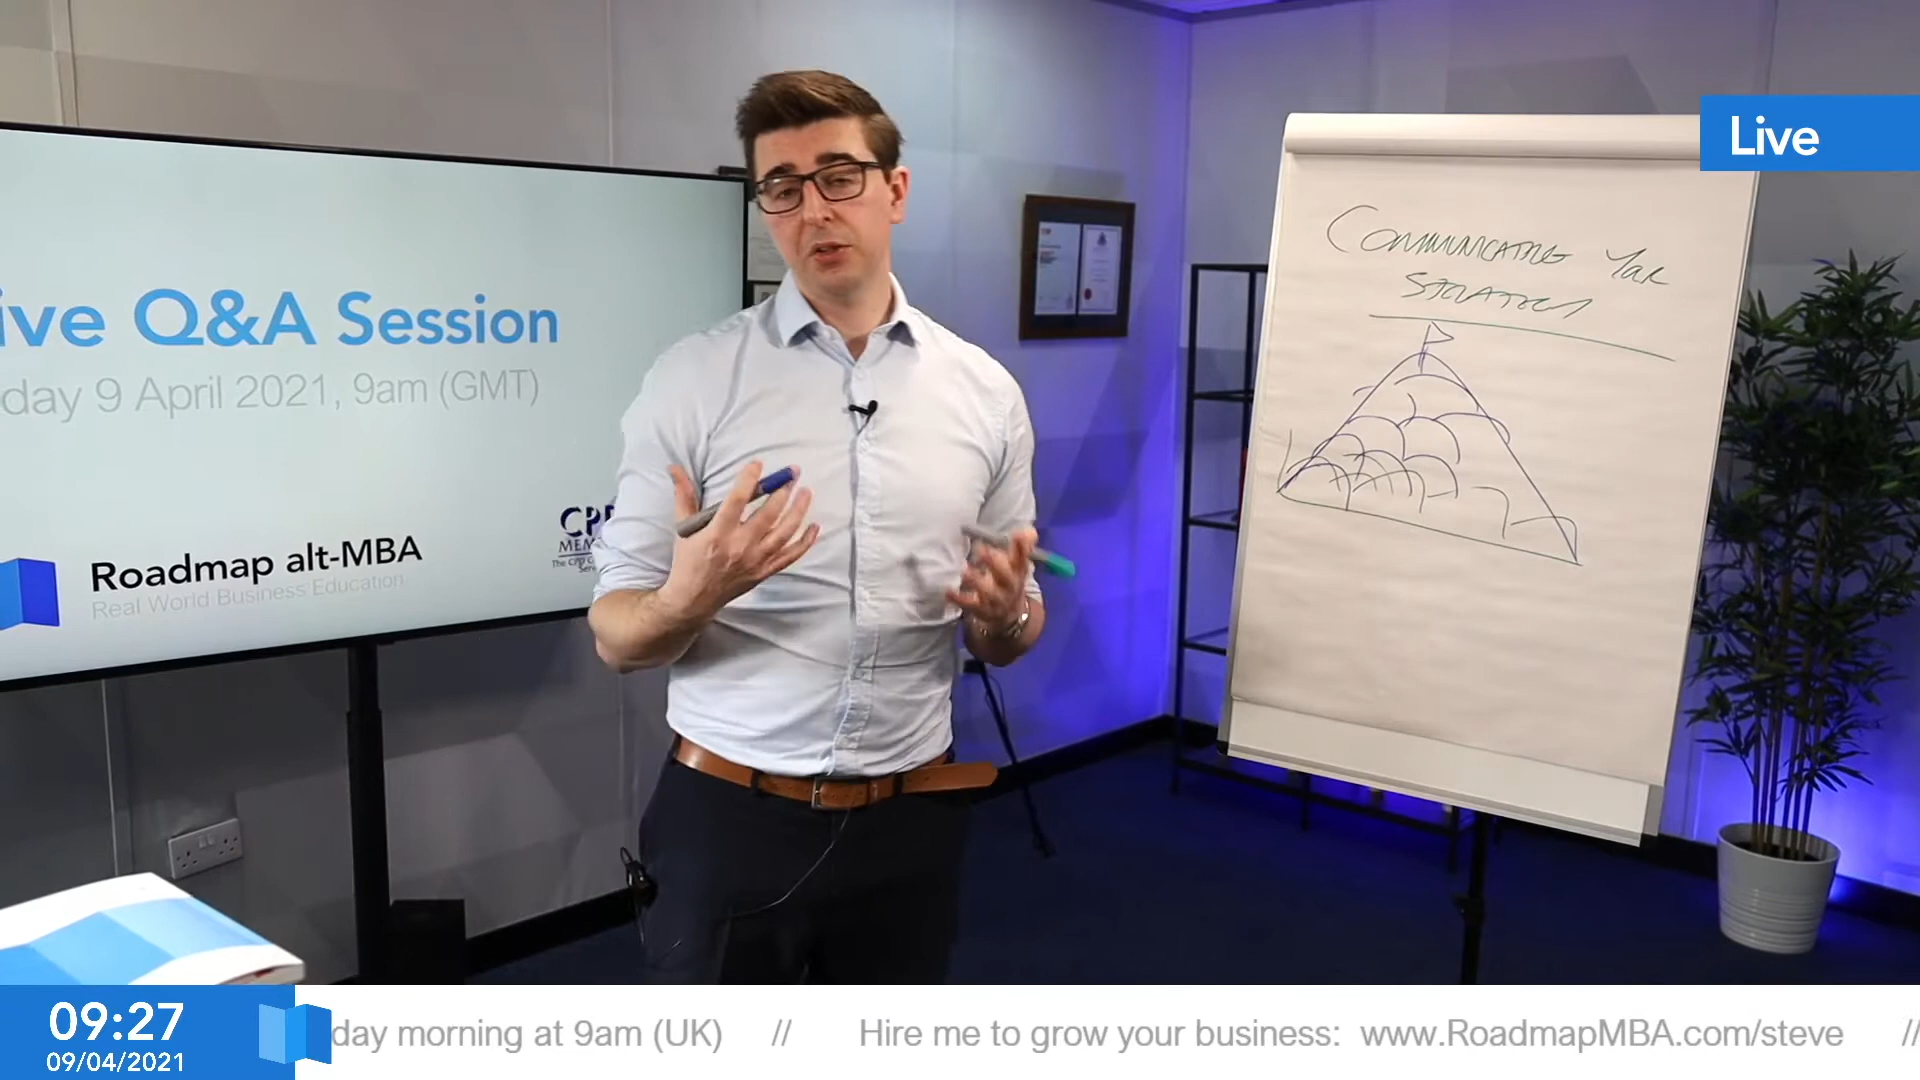 Live
ive Q&A Session
day 9 April 2021, 9am (GMT)
Roadmap alt-MBA
Real World Business Education
COMMUNICATING YOUR
STRATEGY
09:27
09/04/2021
day morning at 9am (UK) // Hire me to grow your business: www.RoadmapMBA.com/steve //